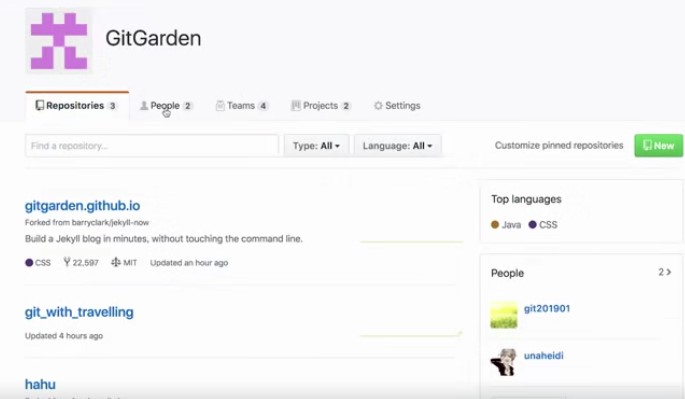 GitGarden
Repositories 3 People 2 Teams 4 Projects 2 Settings
Find a repository... Type: All Language: All Customize pinned repositories New
gitgarden.github.io
Forked from barryclark/jekyll-now
Build a Jekyll blog in minutes, without touching the command line.
CSS 22,597 MIT Updated an hour ago
git_with_travelling
Updated 4 hours ago
hahu
Top languages
Java CSS
People 2
git201901
unaheidi